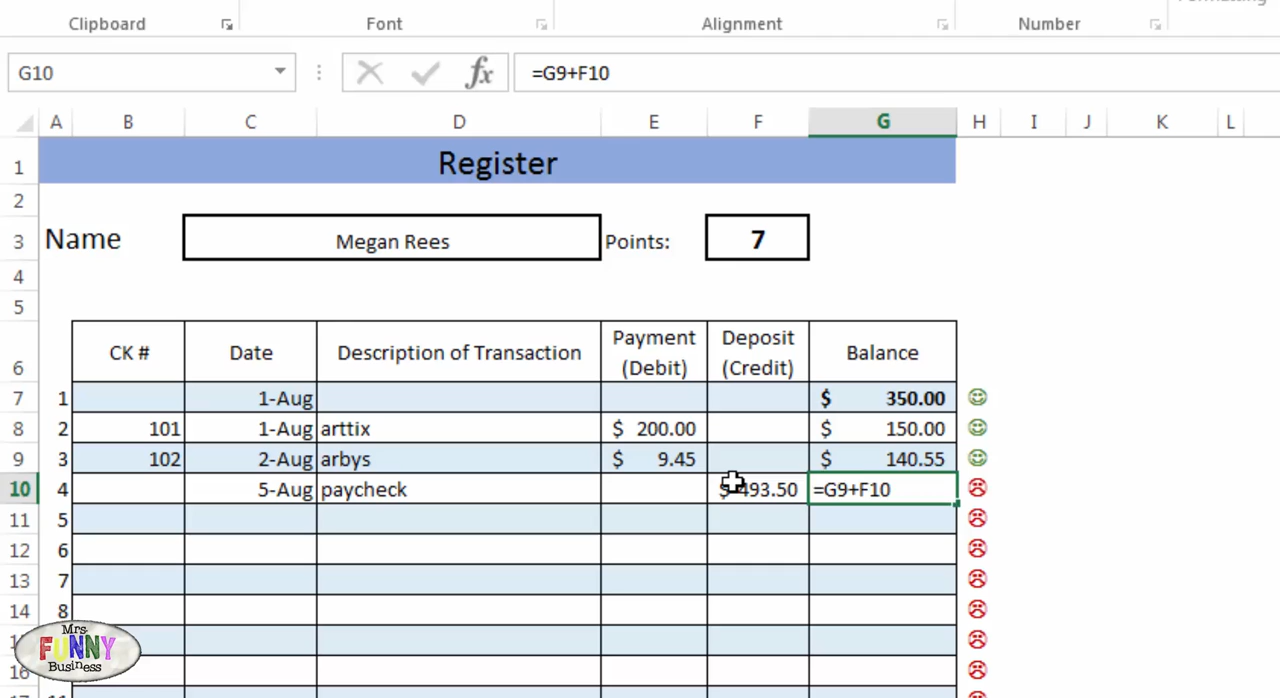 Clipboard Font Alignment Number
G10 fx =G9+F10
A B C D E F G H I J K L
1 Register
2
3 Name Megan Rees Points: 7
4
5
6 CK # Date Description of Transaction Payment (Debit) Deposit (Credit) Balance
7 1 1-Aug $ 350.00
8 2 101 1-Aug arttix $ 200.00 $ 150.00
9 3 102 2-Aug arbys $ 9.45 $ 140.55
10 4 5-Aug paycheck $ 493.50 =G9+F10
11 5
12 6
13 7
14 8
Mrs.
FUNNY
Business
16